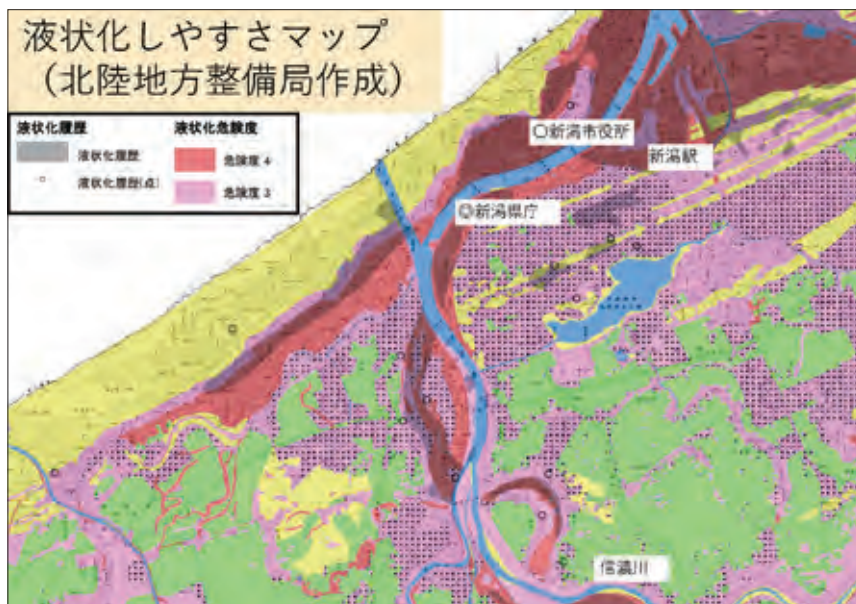 液状化しやすさマップ
（北陸地方整備局作成）
液状化履歴
液状化危険度
液状化履歴
危険度 4
液状化履歴(点)
危険度 3
〇新潟市役所
新潟駅
◎新潟県庁
信濃川